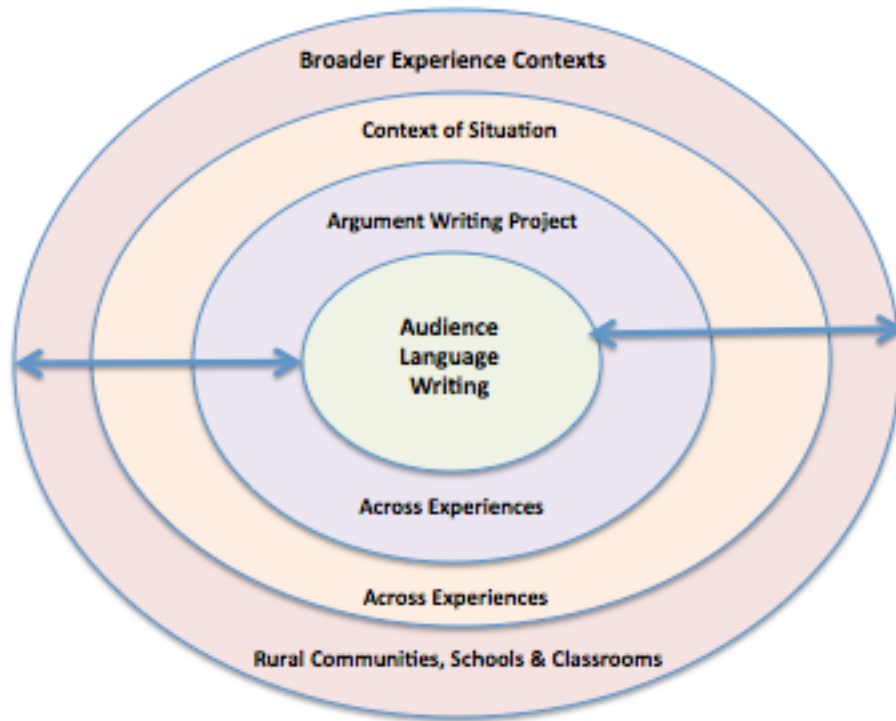 Broader Experience Contexts
Context of Situation
Argument Writing Project
Audience
Language
Writing
Across Experiences
Across Experiences
Rural Communities, Schools & Classrooms